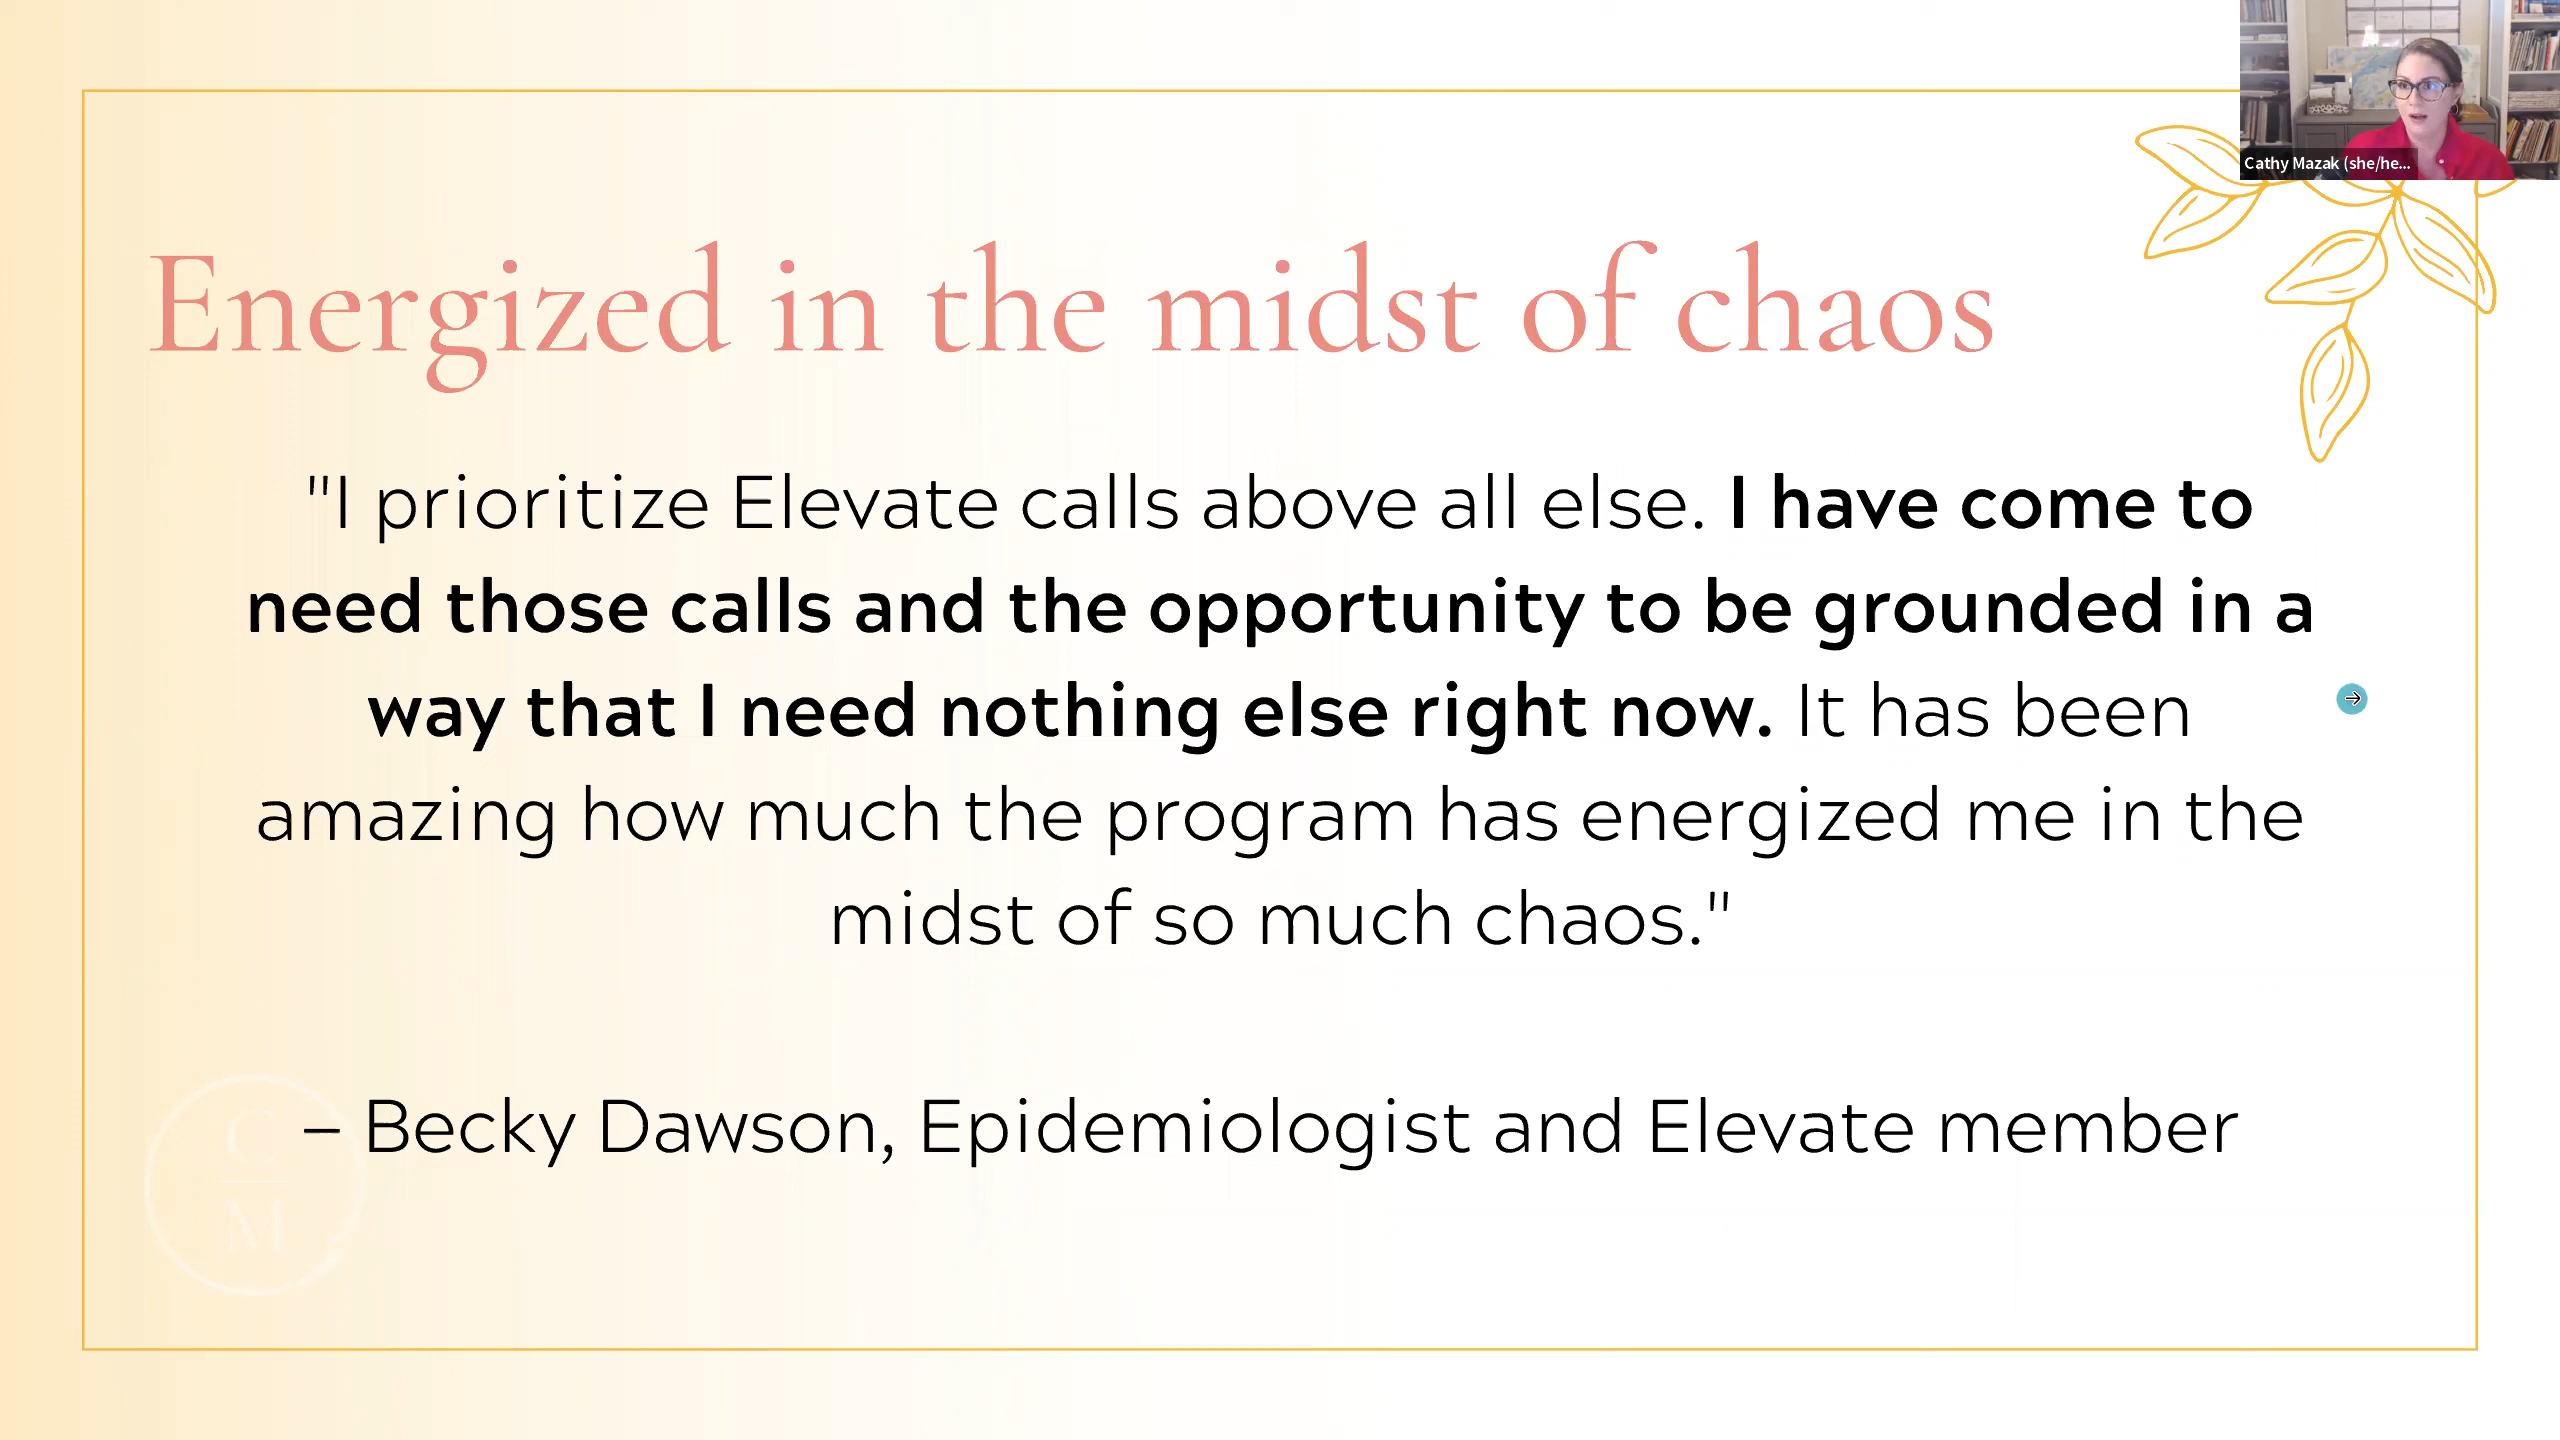 Cathy Mazak (she/he...
Energized in the midst of chaos
"I prioritize Elevate calls above all else. I have come to
need those calls and the opportunity to be grounded in a
way that I need nothing else right now. It has been
amazing how much the program has energized me in the
midst of so much chaos."
– Becky Dawson, Epidemiologist and Elevate member
C
M